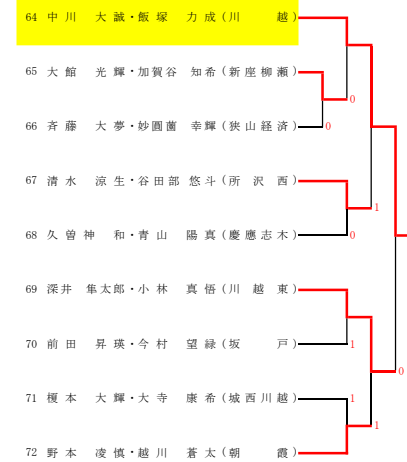 64 中川 大誠・飯塚 力成(川越)
65 大館 光輝・加賀谷 知希(新座柳瀬)
0
66 斉藤 大夢・妙圓薗 幸輝(狭山経済)
0
67 清水 涼生・谷田部 悠斗(所沢西)
1
68 久曽神 和・青山 陽真(慶應志木)
0
69 深井 隼太郎・小林 真悟(川越東)
70 前田 昇瑛・今村 望緑(坂戸)
1
0
71 榎本 大輝・大寺 康希(城西川越)
1
1
72 野本 凌慎・越川 蒼太(朝霞)